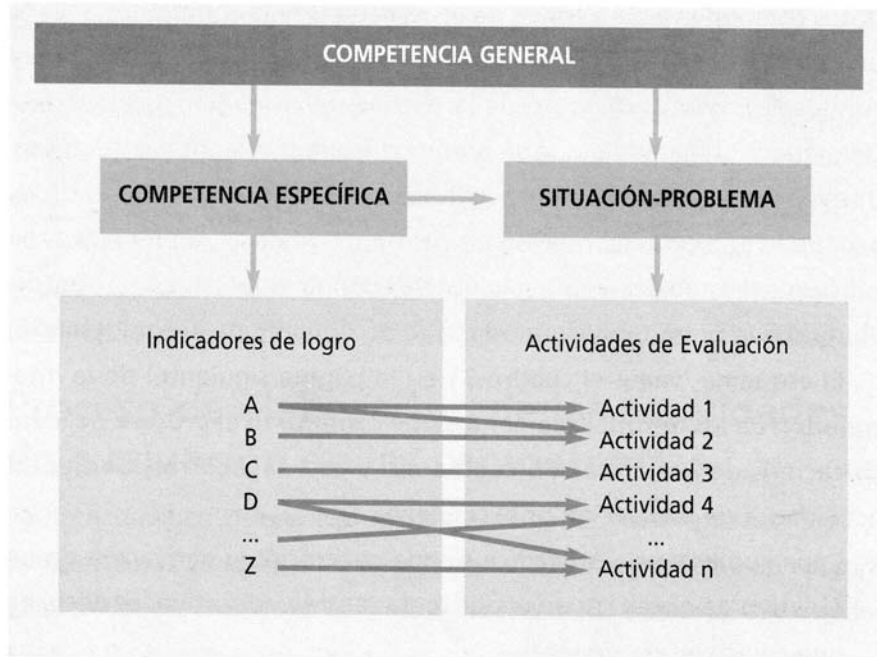 COMPETENCIA GENERAL
COMPETENCIA ESPECÍFICA
SITUACIÓN-PROBLEMA
Indicadores de logro
A
B
C
D
...
Z
Actividades de Evaluación
Actividad 1
Actividad 2
Actividad 3
Actividad 4
...
Actividad n